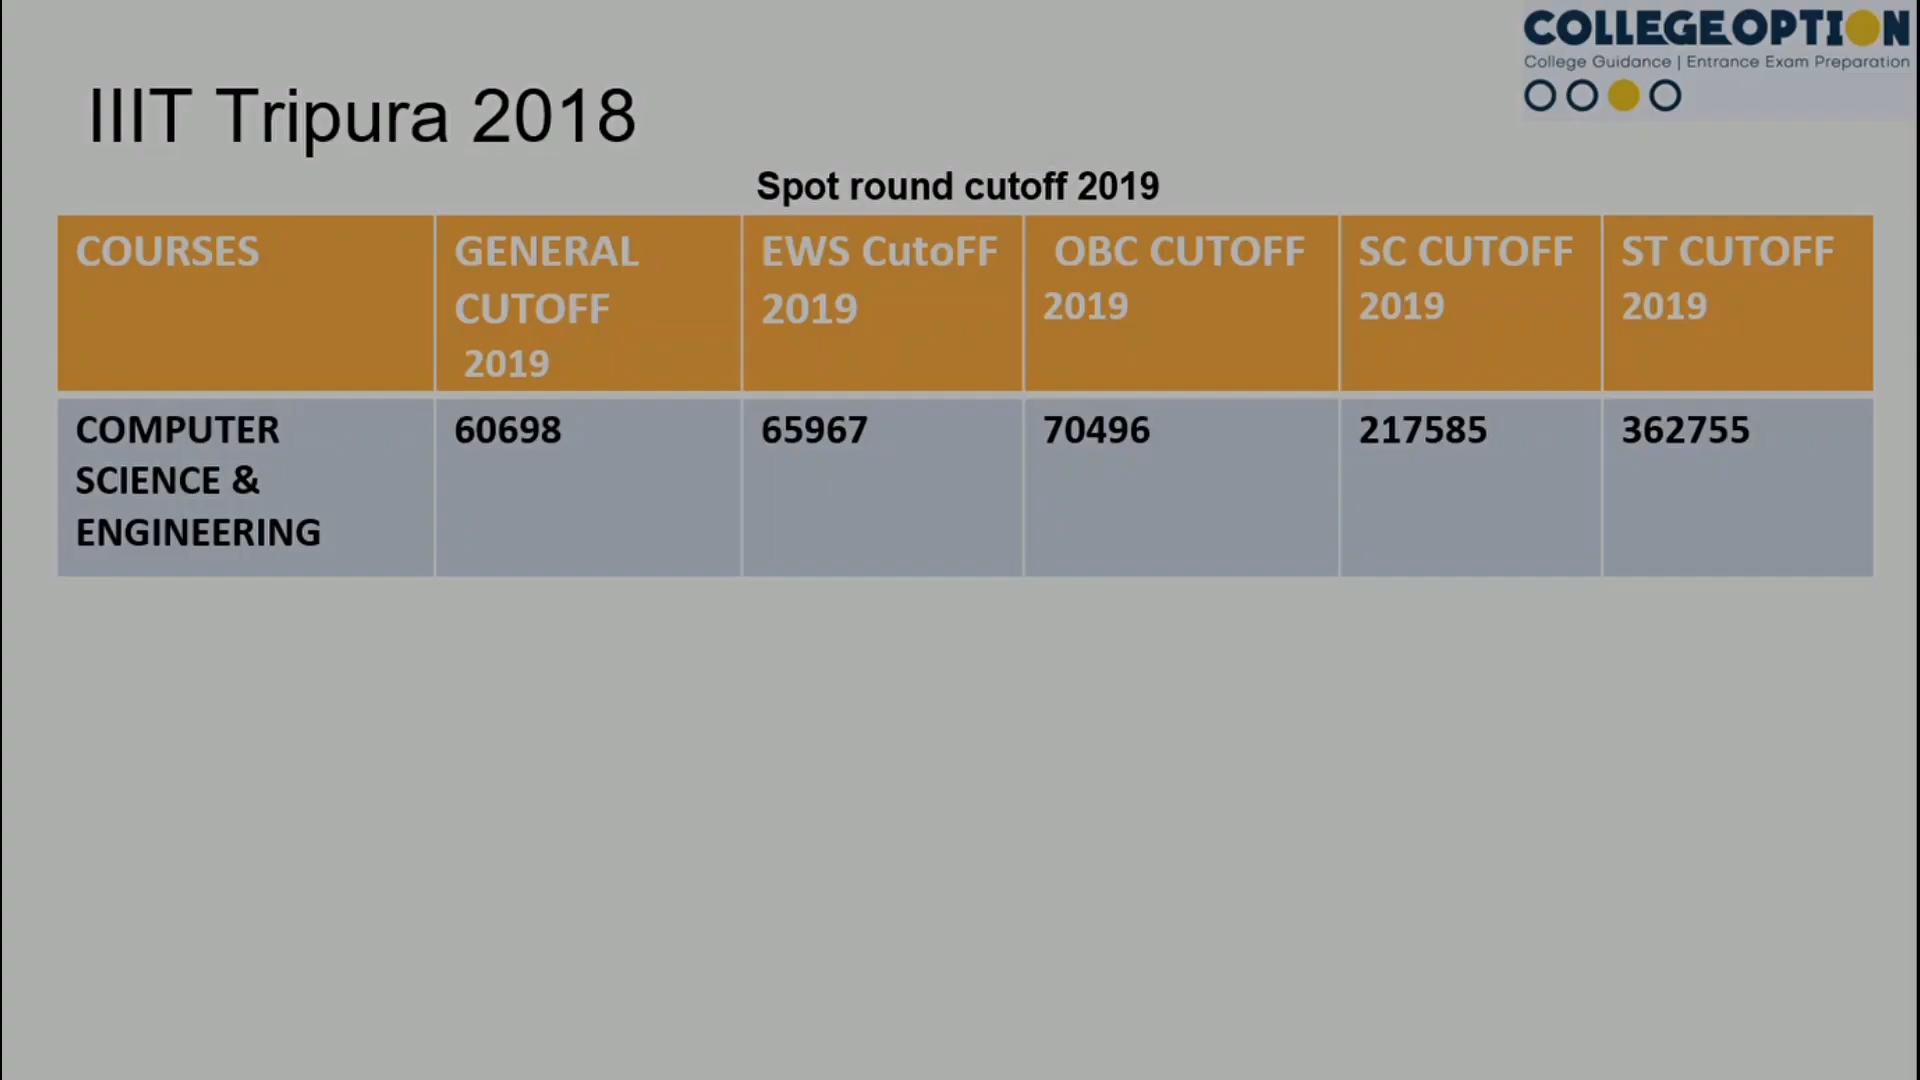 COLLEGEOPTION
College Guidance | Entrance Exam Preparation
IIIT Tripura 2018
Spot round cutoff 2019
COURSES
GENERAL
CUTOFF
2019
EWS CutoFF
2019
OBC CUTOFF
2019
SC CUTOFF
2019
ST CUTOFF
2019
COMPUTER
SCIENCE &
ENGINEERING
60698
65967
70496
217585
362755